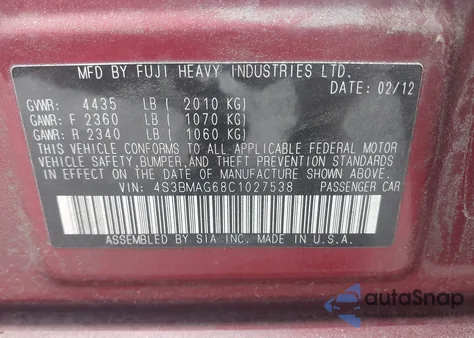 MFD BY FUJI HEAVY INDUSTRIES LTD.
DATE: 02/12
GVWR: 4435 LB ( 2010 KG)
GAWR: F 2360 LB ( 1070 KG)
GAWR: R 2340 LB ( 1060 KG)
THIS VEHICLE CONFORMS TO ALL APPLICABLE FEDERAL MOTOR
VEHICLE SAFETY, BUMPER, AND THEFT PREVENTION STANDARDS
IN EFFECT ON THE DATE OF MANUFACTURE SHOWN ABOVE.
VIN: 4S3BMAG68C1027538 PASSENGER CAR
ASSEMBLED BY SIA INC. MADE IN U.S.A.
autoSnap